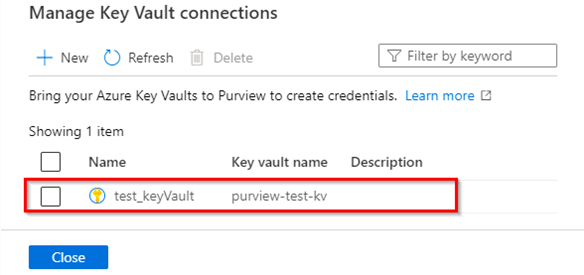 Manage Key Vault connections
New Refresh Delete Filter by keyword
Bring your Azure Key Vaults to Purview to create credentials. Learn more
Showing 1 item
Name Key vault name Description
test_keyVault purview-test-kv
Close